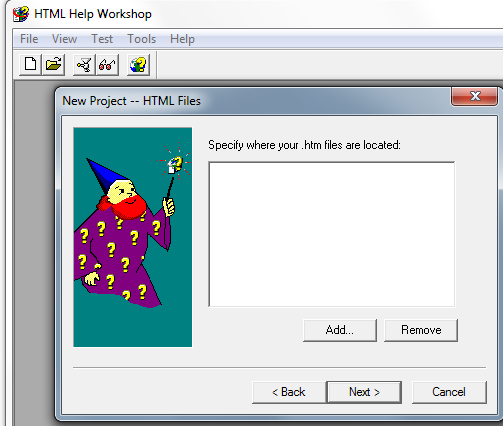 HTML Help Workshop
File View Test Tools Help
New Project -- HTML Files
Specify where your .htm files are located:
Add... Remove
< Back Next > Cancel